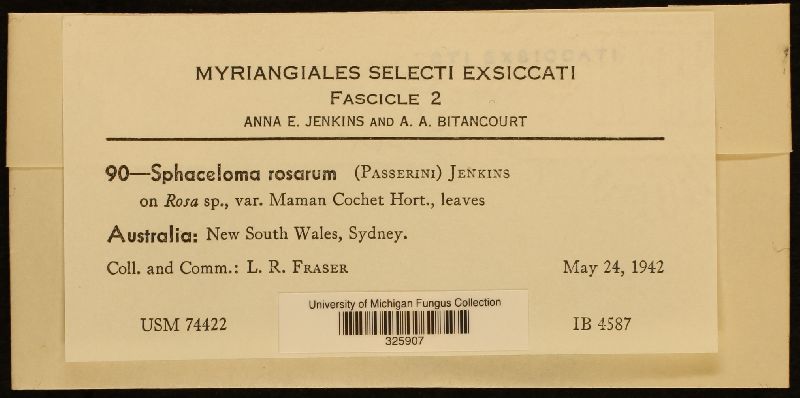 MYRIANGIALES SELECTI EXSICCATI
FASCICLE 2
ANNA E. JENKINS AND A. A. BITANCOURT
90—Sphaceloma rosarum (PASSERINI) JENKINS
on Rosa sp., var. Maman Cochet Hort., leaves
Australia: New South Wales, Sydney.
Coll. and Comm.: L. R. FRASER May 24, 1942
University of Michigan Fungus Collection
USM 74422 IB 4587
325907